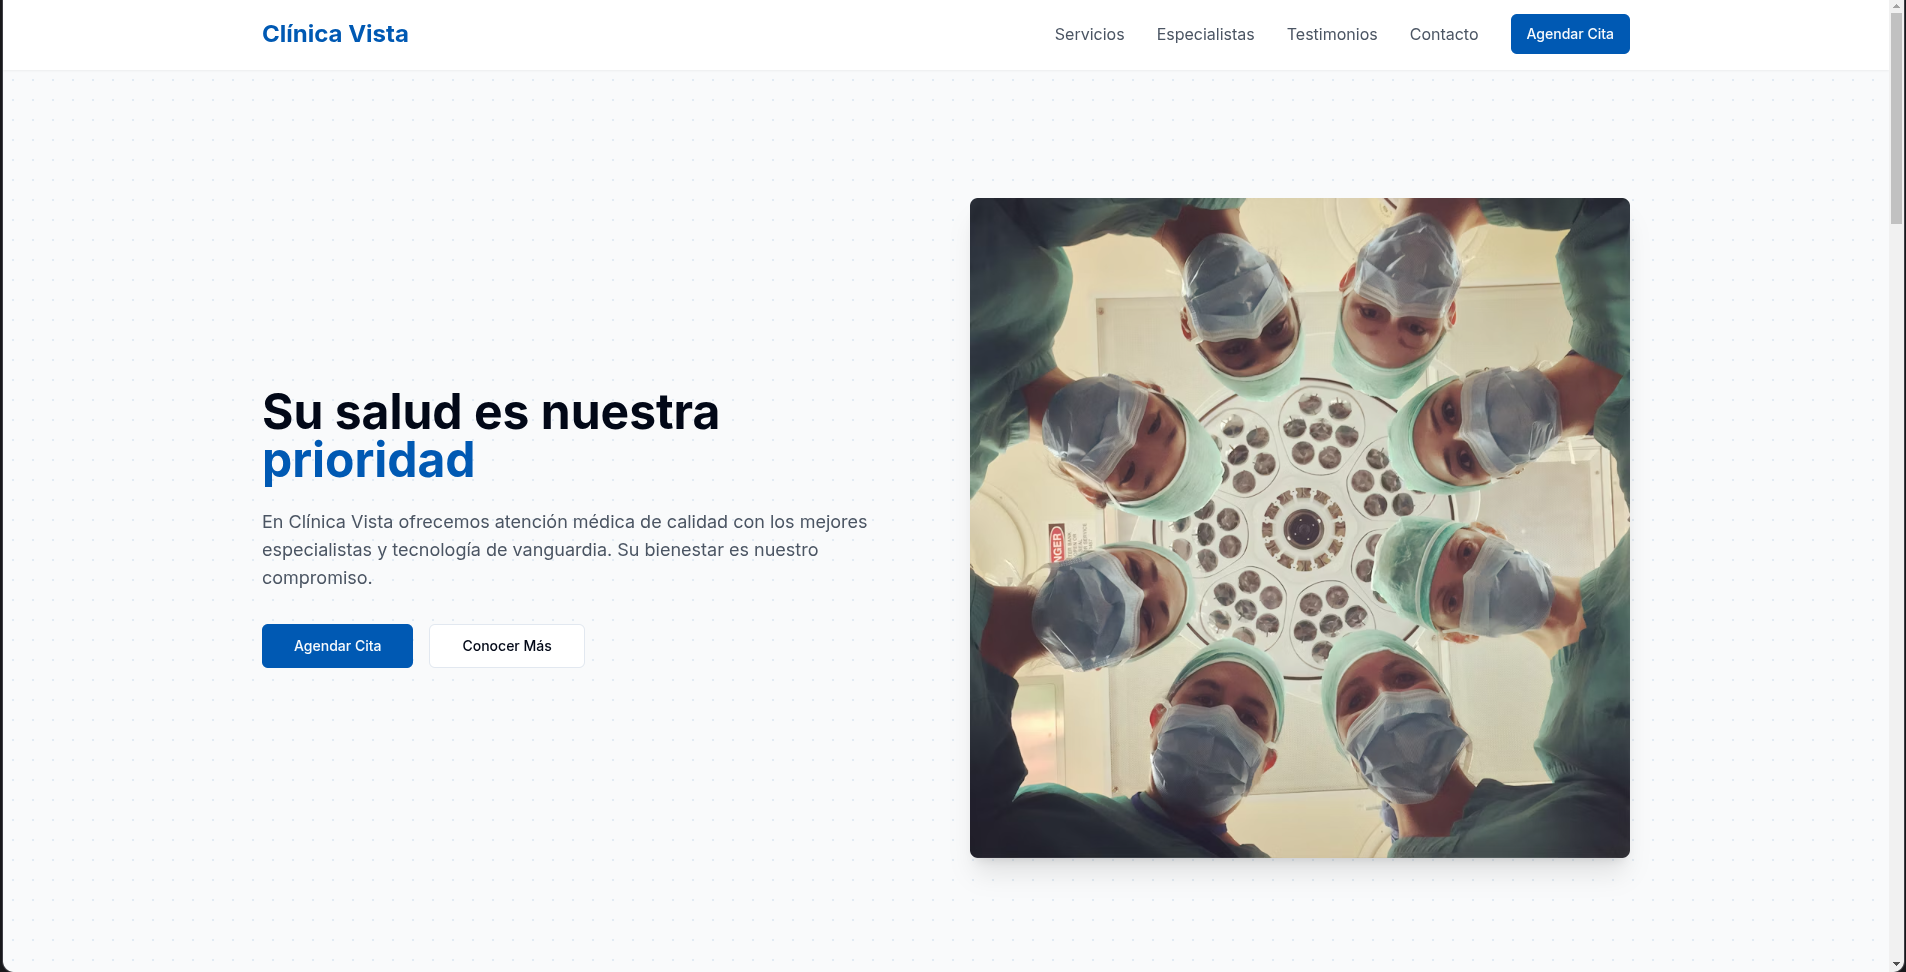 Clínica Vista
Servicios
Especialistas
Testimonios
Contacto
Agendar Cita
Su salud es nuestra
prioridad
En Clínica Vista ofrecemos atención médica de calidad con los mejores
especialistas y tecnología de vanguardia. Su bienestar es nuestro
compromiso.
Agendar Cita
Conocer Más